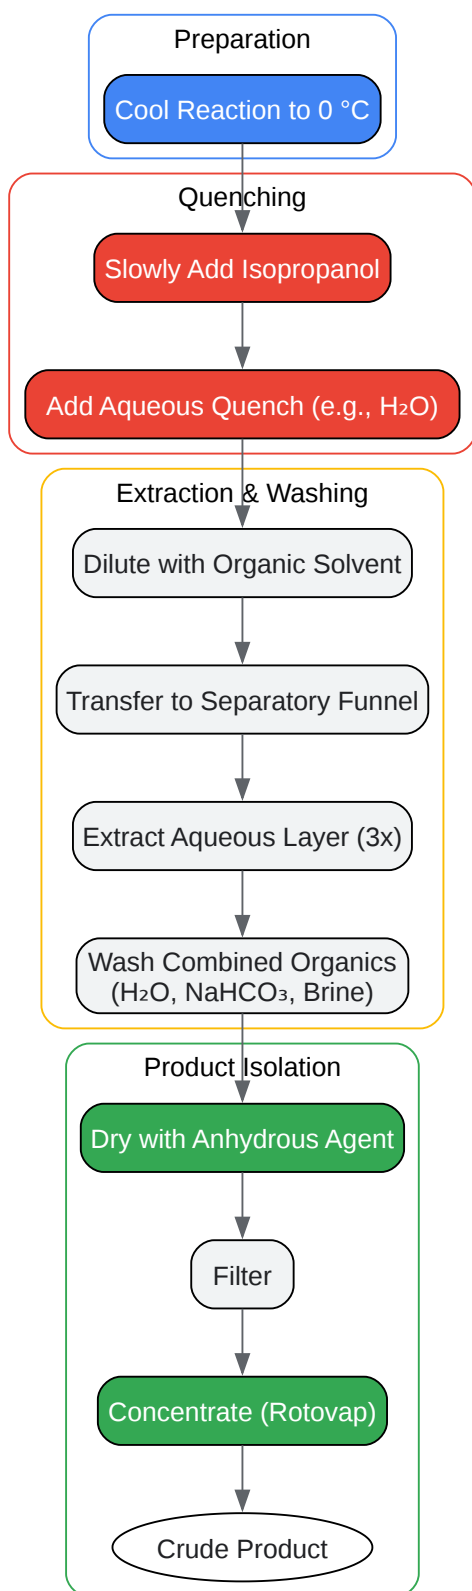 Preparation
Cool Reaction to 0 °C
Quenching
Slowly Add Isopropanol
Add Aqueous Quench (e.g., H₂O)
Extraction & Washing
Dilute with Organic Solvent
Transfer to Separatory Funnel
Extract Aqueous Layer (3x)
Wash Combined Organics
(H₂O, NaHCO₃, Brine)
Product Isolation
Dry with Anhydrous Agent
Filter
Concentrate (Rotovap)
Crude Product